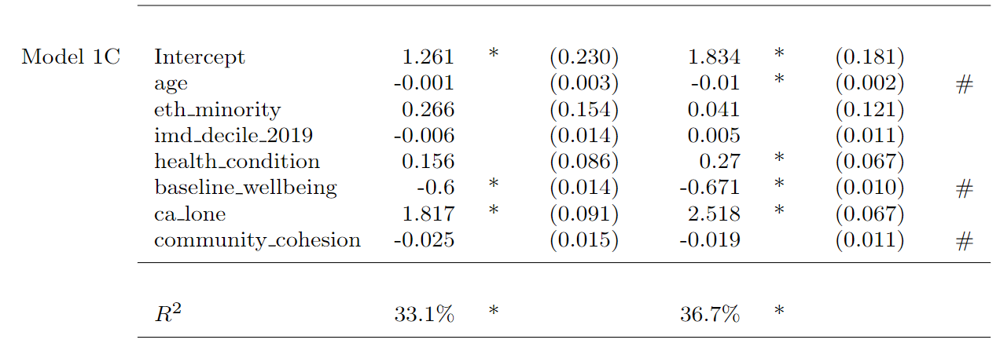 Model 1C Intercept 1.261 * (0.230) 1.834 * (0.181)
age -0.001 (0.003) -0.01 * (0.002) #
eth_minority 0.266 (0.154) 0.041 (0.121)
imd_decile_2019 -0.006 (0.014) 0.005 (0.011)
health_condition 0.156 (0.086) 0.27 * (0.067)
baseline_wellbeing -0.6 * (0.014) -0.671 * (0.010) #
ca_lone 1.817 * (0.091) 2.518 * (0.067)
community_cohesion -0.025 (0.015) -0.019 (0.011) #
R² 33.1% * 36.7% *